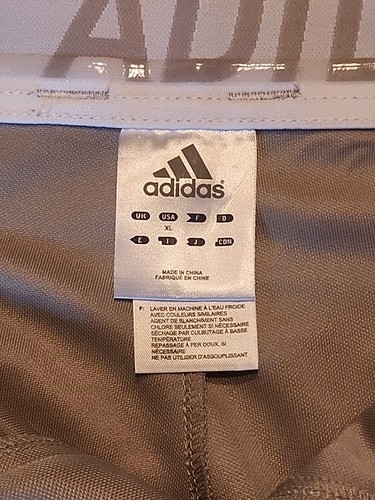 ADI
adidas
UK USA F D
XL
E I J CDN
MADE IN CHINA
FABRIQUÉ EN CHINE
F: LAVER EN MACHINE À L'EAU FROIDE
AVEC COULEURS SIMILAIRES
AGENT DE BLANCHIMENT SANS
CHLORE SEULEMENT SI NÉCESSAIRE
SÉCHAGE PAR CULBUTAGE À BASSE
TEMPÉRATURE
REPASSAGE À FER DOUX, SI
NÉCESSAIRE
NE PAS UTILISER D'ASSOUPLISSANT